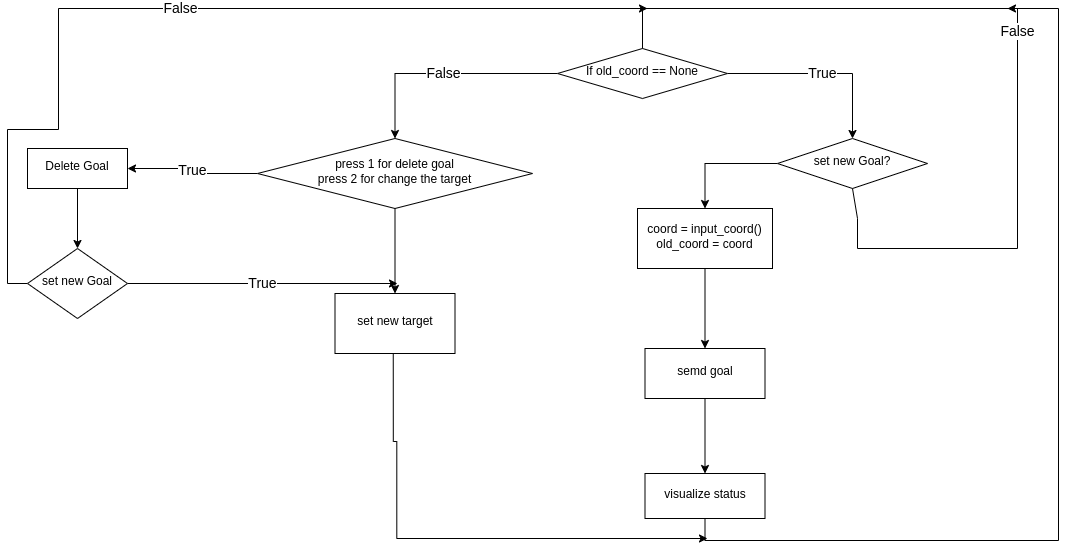 False
False
If old_coord == None
False
True
press 1 for delete goal
press 2 for change the target
set new Goal?
Delete Goal
True
coord = input_coord()
old_coord = coord
set new Goal
True
set new target
semd goal
visualize status